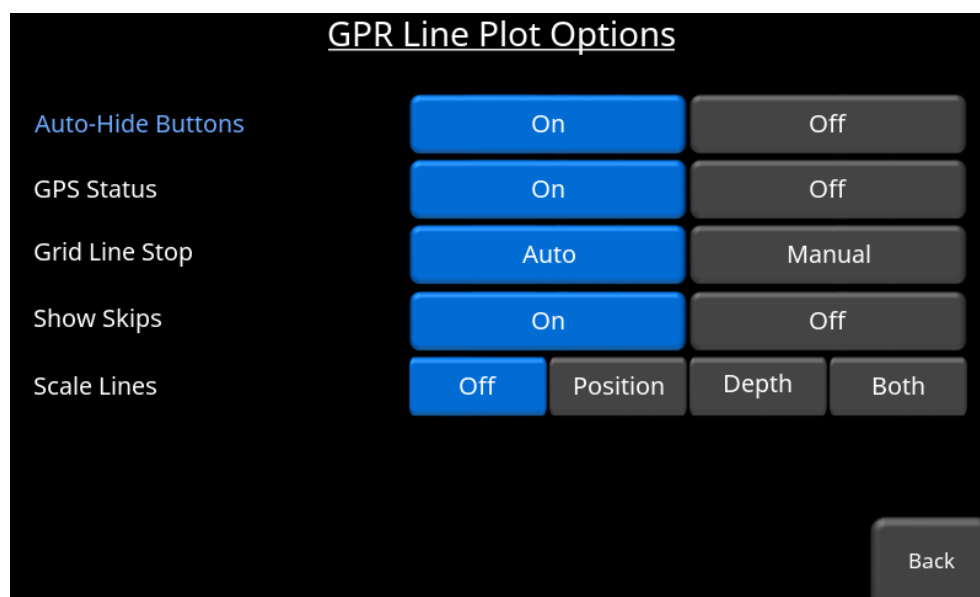 GPR Line Plot Options
Auto-Hide Buttons On Off
GPS Status On Off
Grid Line Stop Auto Manual
Show Skips On Off
Scale Lines Off Position Depth Both
Back